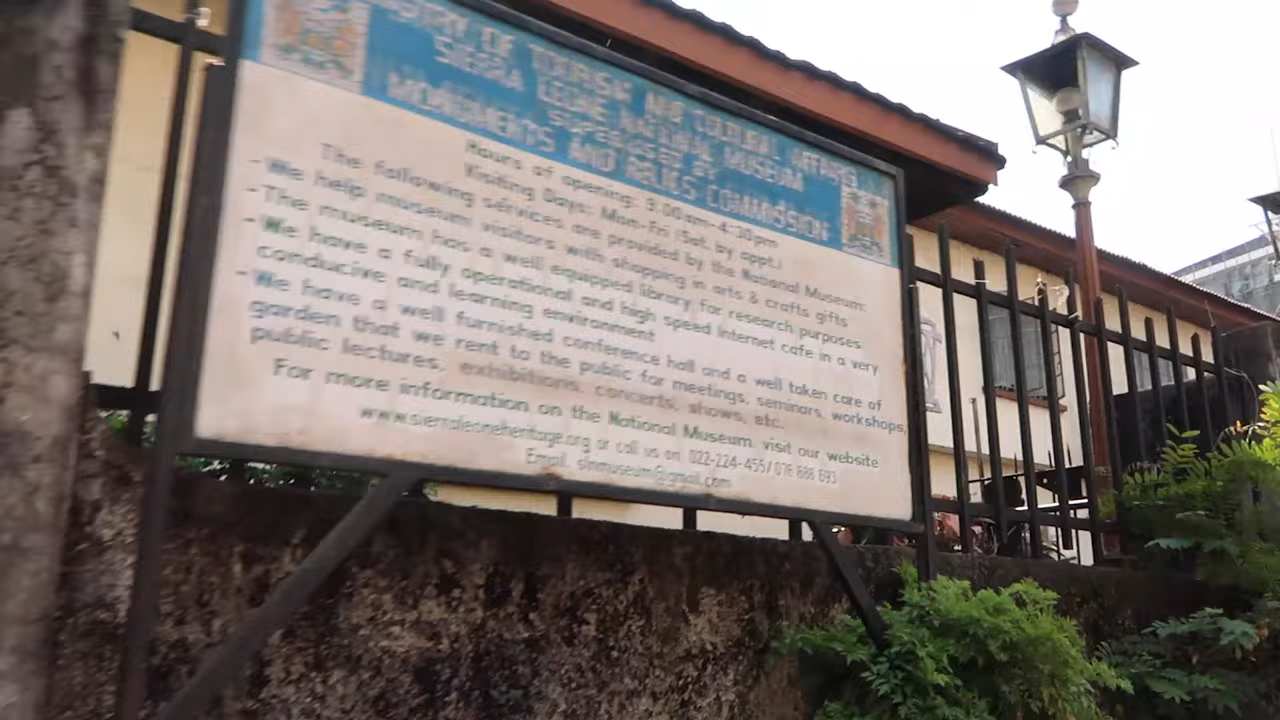 MINISTRY OF TOURISM AND CULTURAL AFFAIRS
SIERRA LEONE NATIONAL MUSEUM
SUPERVISED BY
MONUMENTS AND RELICS COMMISSION
Hours of opening: 9:00am-4:30pm
Visiting Days: Mon-Fri (Sat. by appt.)
The following services are provided by the National Museum:
- We help museum visitors with shopping in arts & crafts gifts
- The museum has a well equipped library for research purposes
- We have a fully operational and high speed Internet cafe in a very
conducive and learning environment
- We have a well furnished conference hall and a well taken care of
garden that we rent to the public for meetings, seminars, workshops,
public lectures, exhibitions, concerts, shows, etc.
For more information on the National Museum, visit our website
www.sierraleoneheritage.org or call us on 022-224-455/ 076 688 693
Email. slnmuseum@gmail.com